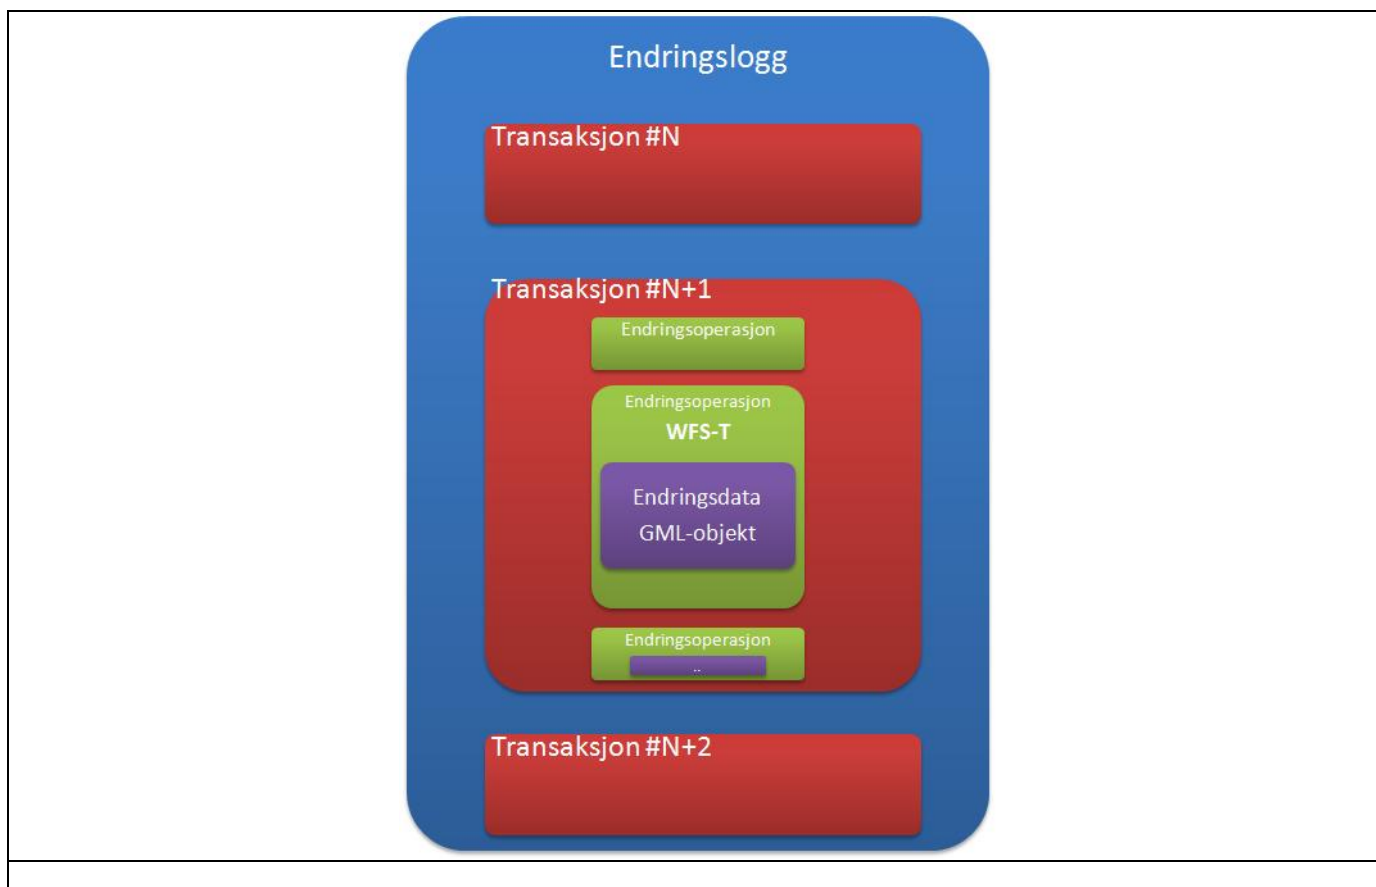 Endringslogg
Transaksjon #N
Transaksjon #N+1
Endringsoperasjon
Endringsoperasjon
WFS-T
Endringsdata
GML-objekt
Endringsoperasjon
..
Transaksjon #N+2